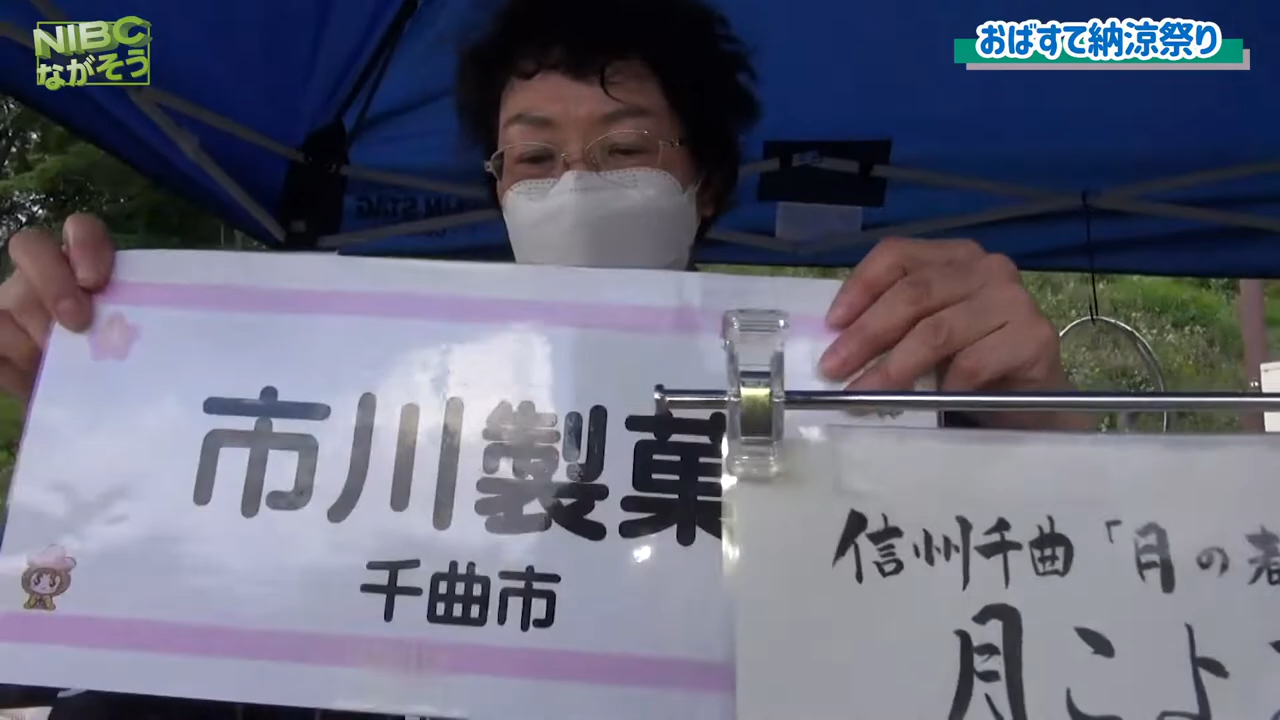 NIBC
ながそう
おばすて納涼祭り
市川製菓
千曲市
信州千曲「月の
月こよ